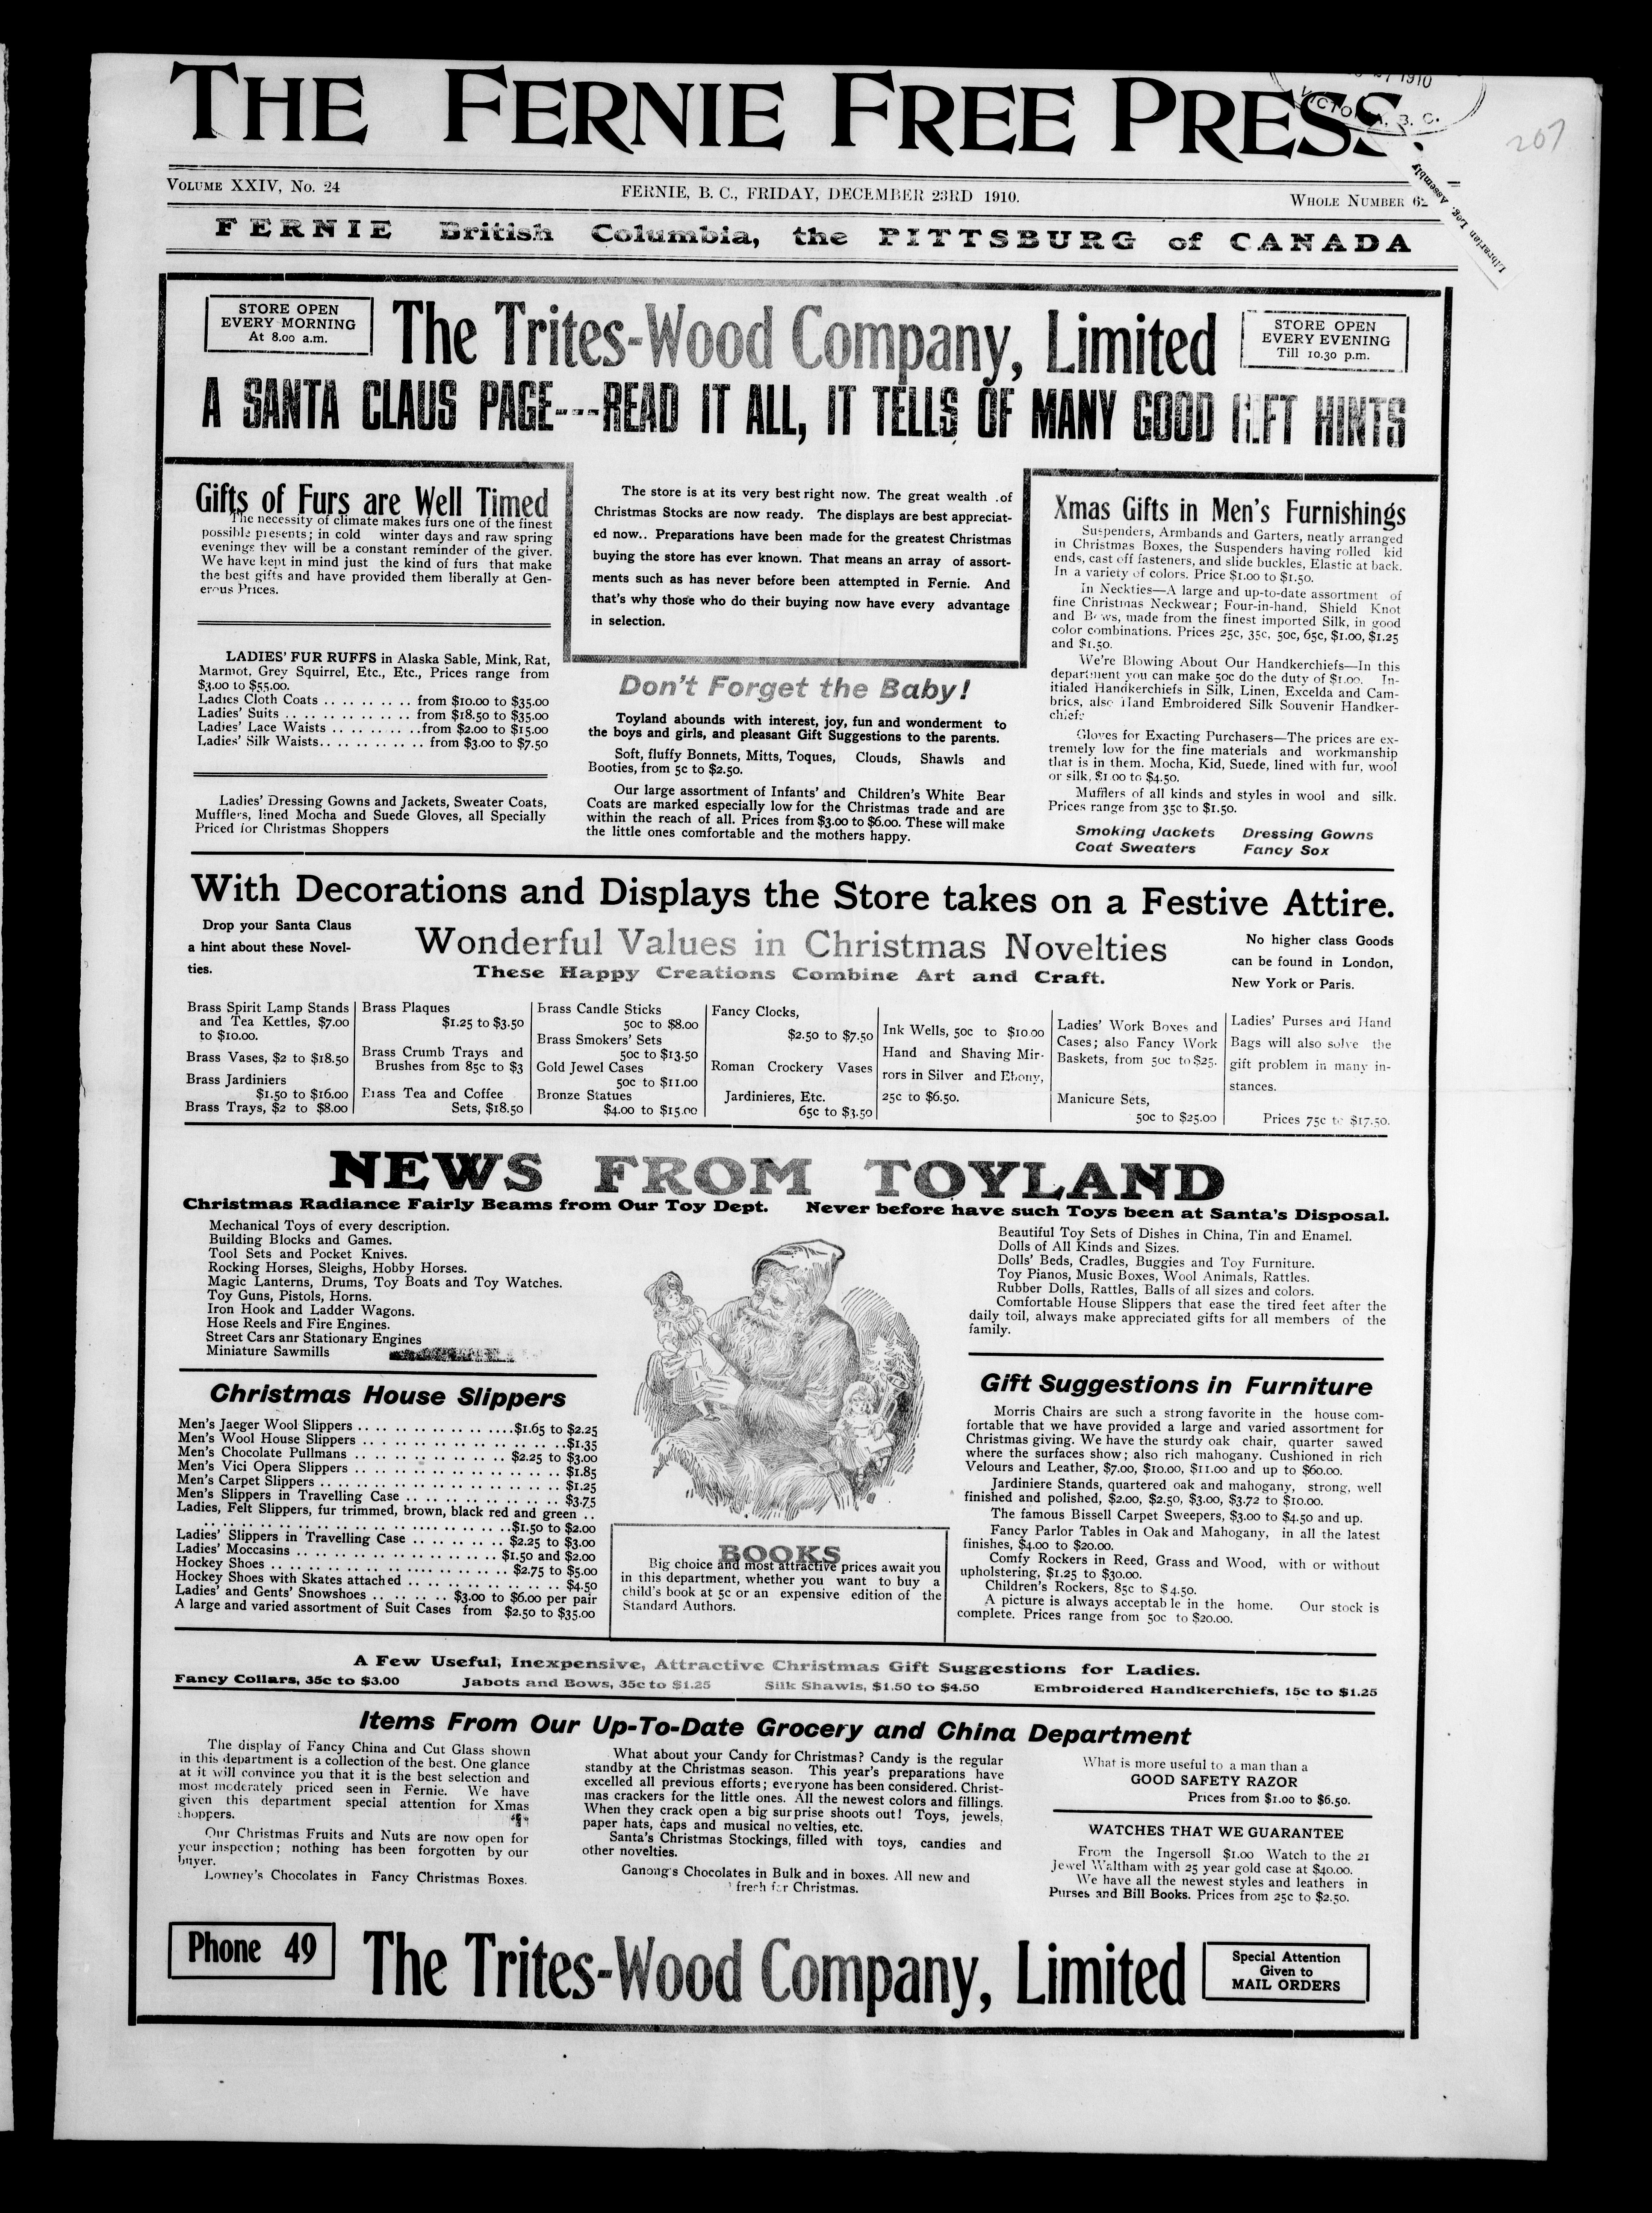 THE FERNIE FREE PRESS
1910
VICTORIA, B. C.
207
Librarian Leg. Assembly
VOLUME XXIV, No. 24
FERNIE, B. C., FRIDAY, DECEMBER 23RD 1910.
WHOLE NUMBER
FERNIE British Columbia, the PITTSBURG of CANADA
STORE OPEN
EVERY MORNING
At 8.00 a.m.
The Trites-Wood Company, Limited
STORE OPEN
EVERY EVENING
Till 10.30 p.m.
A SANTA CLAUS PAGE---READ IT ALL, IT TELLS OF MANY GOOD GIFT HINTS
Gifts of Furs are Well Timed
The necessity of climate makes furs one of the finest
possible presents; in cold winter days and raw spring
evenings they will be a constant reminder of the giver.
We have kept in mind just the kind of furs that make
the best gifts and have provided them liberally at Gen-
erous Prices.
LADIES' FUR RUFFS in Alaska Sable, Mink, Rat,
Marmot, Grey Squirrel, Etc., Etc., Prices range from
$3.00 to $55.00.
Ladies Cloth Coats .. .. .. .. .. from $10.00 to $35.00
Ladies' Suits .. .. .. .. .. .. .. from $18.50 to $35.00
Ladies' Lace Waists .. .. .. .. ..from $2.00 to $15.00
Ladies' Silk Waists.. .. .. .. .. .. from $3.00 to $7.50
Ladies' Dressing Gowns and Jackets, Sweater Coats,
Mufflers, lined Mocha and Suede Gloves, all Specially
Priced for Christmas Shoppers
The store is at its very best right now. The great wealth .of
Christmas Stocks are now ready. The displays are best appreciat-
ed now.. Preparations have been made for the greatest Christmas
buying the store has ever known. That means an array of assort-
ments such as has never before been attempted in Fernie. And
that's why those who do their buying now have every advantage
in selection.
Don't Forget the Baby!
Toyland abounds with interest, joy, fun and wonderment to
the boys and girls, and pleasant Gift Suggestions to the parents.
Soft, fluffy Bonnets, Mitts, Toques, Clouds, Shawls and
Booties, from 5c to $2.50.
Our large assortment of Infants' and Children's White Bear
Coats are marked especially low for the Christmas trade and are
within the reach of all. Prices from $3.00 to $6.00. These will make
the little ones comfortable and the mothers happy.
Xmas Gifts in Men's Furnishings
Suspenders, Armbands and Garters, neatly arranged
in Christmas Boxes, the Suspenders having rolled kid
ends, cast off fasteners, and slide buckles, Elastic at back.
In a variety of colors. Price $1.00 to $1.50.
In Neckties—A large and up-to-date assortment of
fine Christmas Neckwear; Four-in-hand, Shield Knot
and Bows, made from the finest imported Silk, in good
color combinations. Prices 25c, 35c, 50c, 65c, $1.00, $1.25
and $1.50.
We're Blowing About Our Handkerchiefs—In this
department you can make 50c do the duty of $1.00. In-
itialed Handkerchiefs in Silk, Linen, Excelda and Cam-
brics, also Hand Embroidered Silk Souvenir Handker-
chiefs
Gloves for Exacting Purchasers—The prices are ex-
tremely low for the fine materials and workmanship
that is in them. Mocha, Kid, Suede, lined with fur, wool
or silk, $1.00 to $4.50.
Mufflers of all kinds and styles in wool and silk.
Prices range from 35c to $1.50.
Smoking Jackets Dressing Gowns
Coat Sweaters Fancy Sox
With Decorations and Displays the Store takes on a Festive Attire.
Drop your Santa Claus
a hint about these Novel-
ties.
Wonderful Values in Christmas Novelties
These Happy Creations Combine Art and Craft.
No higher class Goods
can be found in London,
New York or Paris.
Brass Spirit Lamp Stands
and Tea Kettles, $7.00
to $10.00.
Brass Vases, $2 to $18.50
Brass Jardiniers
$1.50 to $16.00
Brass Trays, $2 to $8.00
Brass Plaques
$1.25 to $3.50
Brass Crumb Trays and
Brushes from 85c to $3
Brass Tea and Coffee
Sets, $18.50
Brass Candle Sticks
50c to $8.00
Brass Smokers' Sets
50c to $13.50
Gold Jewel Cases
50c to $11.00
Bronze Statues
$4.00 to $15.00
Fancy Clocks,
$2.50 to $7.50
Roman Crockery Vases
Jardinieres, Etc.
65c to $3.50
Ink Wells, 50c to $10.00
Hand and Shaving Mir-
rors in Silver and Ebony,
25c to $6.50.
Ladies' Work Boxes and
Cases; also Fancy Work
Baskets, from 50c to $25.
Manicure Sets,
50c to $25.00
Ladies' Purses and Hand
Bags will also solve the
gift problem in many in-
stances.
Prices 75c to $17.50.
NEWS FROM TOYLAND
Christmas Radiance Fairly Beams from Our Toy Dept. Never before have such Toys been at Santa's Disposal.
Mechanical Toys of every description.
Building Blocks and Games.
Tool Sets and Pocket Knives.
Rocking Horses, Sleighs, Hobby Horses.
Magic Lanterns, Drums, Toy Boats and Toy Watches.
Toy Guns, Pistols, Horns.
Iron Hook and Ladder Wagons.
Hose Reels and Fire Engines.
Street Cars anr Stationary Engines
Miniature Sawmills
Beautiful Toy Sets of Dishes in China, Tin and Enamel.
Dolls of All Kinds and Sizes.
Dolls' Beds, Cradles, Buggies and Toy Furniture.
Toy Pianos, Music Boxes, Wool Animals, Rattles.
Rubber Dolls, Rattles, Balls of all sizes and colors.
Comfortable House Slippers that ease the tired feet after the
daily toil, always make appreciated gifts for all members of the
family.
Christmas House Slippers
Men's Jaeger Wool Slippers .. .. .. .. .. .. .. ....$1.65 to $2.25
Men's Wool House Slippers .. .. .. .. .. .. .. .. .. ..$1.35
Men's Chocolate Pullmans .. .. .. .. .. .. .. .. $2.25 to $3.00
Men's Vici Opera Slippers .. .. .. .. .. .. .. .. .. .. $1.85
Men's Carpet Slippers .. .. .. .. .. .. .. .. .. .. .. $1.25
Men's Slippers in Travelling Case .. .. .. .. .. .. .. $3.75
Ladies, Felt Slippers, fur trimmed, brown, black red and green ..
.. .. .. .. .. .. .. .. .. .. .... .. .. .. ..$1.50 to $2.00
Ladies' Slippers in Travelling Case .. .. .. .. .. $2.25 to $3.00
Ladies' Moccasins .. .. .. .. .. .. .. .. .. .. $1.50 and $2.00
Hockey Shoes .. .. .. .. .. .. .. .... .. .. .. .. $2.75 to $5.00
Hockey Shoes with Skates attached .. .. .. .. .. .. .. $4.50
Ladies' and Gents' Snowshoes .. .. .. .. $3.00 to $6.00 per pair
A large and varied assortment of Suit Cases from $2.50 to $35.00
BOOKS
Big choice and most attractive prices await you
in this department, whether you want to buy a
child's book at 5c or an expensive edition of the
Standard Authors.
Gift Suggestions in Furniture
Morris Chairs are such a strong favorite in the house com-
fortable that we have provided a large and varied assortment for
Christmas giving. We have the sturdy oak chair, quarter sawed
where the surfaces show; also rich mahogany. Cushioned in rich
Velours and Leather, $7.00, $10.00, $11.00 and up to $60.00.
Jardiniere Stands, quartered oak and mahogany, strong, well
finished and polished, $2.00, $2.50, $3.00, $3.72 to $10.00.
The famous Bissell Carpet Sweepers, $3.00 to $4.50 and up.
Fancy Parlor Tables in Oak and Mahogany, in all the latest
finishes, $4.00 to $20.00.
Comfy Rockers in Reed, Grass and Wood, with or without
upholstering, $1.25 to $30.00.
Children's Rockers, 85c to $4.50.
A picture is always acceptable in the home. Our stock is
complete. Prices range from 50c to $20.00.
A Few Useful, Inexpensive, Attractive Christmas Gift Suggestions for Ladies.
Fancy Collars, 35c to $3.00 Jabots and Bows, 35c to $1.25 Silk Shawls, $1.50 to $4.50 Embroidered Handkerchiefs, 15c to $1.25
Items From Our Up-To-Date Grocery and China Department
The display of Fancy China and Cut Glass shown
in this department is a collection of the best. One glance
at it will convince you that it is the best selection and
most moderately priced seen in Fernie. We have
given this department special attention for Xmas
shoppers.
Our Christmas Fruits and Nuts are now open for
your inspection; nothing has been forgotten by our
buyer.
Lowney's Chocolates in Fancy Christmas Boxes.
What about your Candy for Christmas? Candy is the regular
standby at the Christmas season. This year's preparations have
excelled all previous efforts; everyone has been considered. Christ-
mas crackers for the little ones. All the newest colors and fillings.
When they crack open a big surprise shoots out! Toys, jewels,
paper hats, caps and musical novelties, etc.
Santa's Christmas Stockings, filled with toys, candies and
other novelties.
Ganong's Chocolates in Bulk and in boxes. All new and
fresh for Christmas.
What is more useful to a man than a
GOOD SAFETY RAZOR
Prices from $1.00 to $6.50.
WATCHES THAT WE GUARANTEE
From the Ingersoll $1.00 Watch to the 21
Jewel Waltham with 25 year gold case at $40.00.
We have all the newest styles and leathers in
Purses and Bill Books. Prices from 25c to $2.50.
Phone 49
The Trites-Wood Company, Limited
Special Attention
Given to
MAIL ORDERS